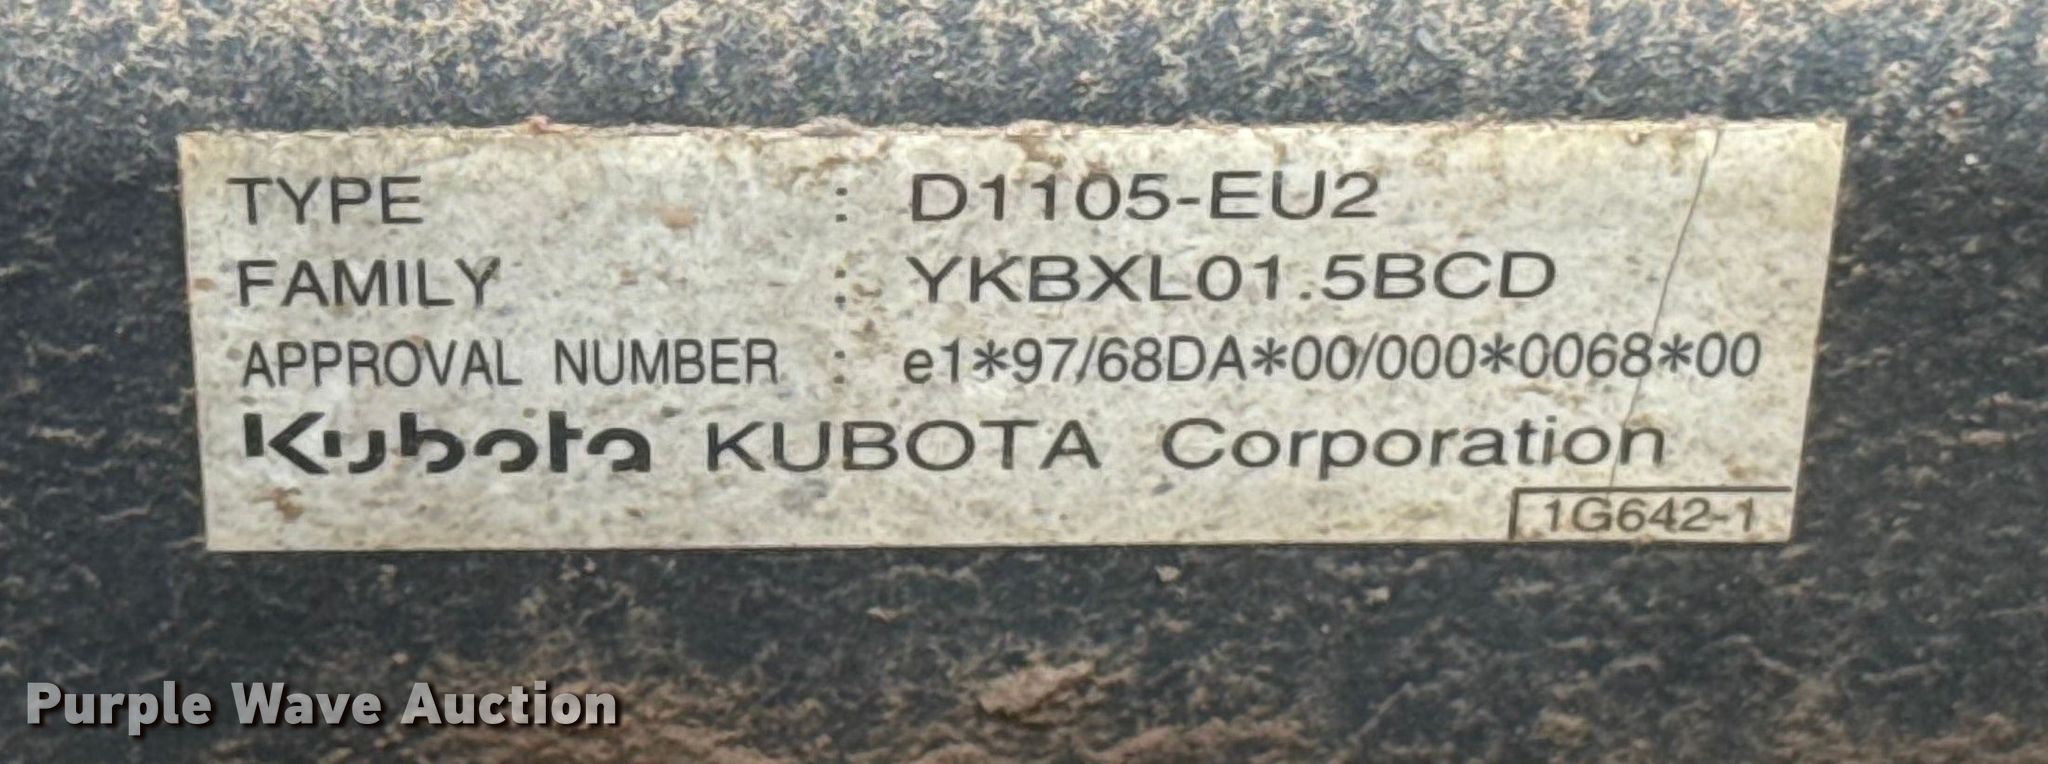 TYPE : D1105-EU2
FAMILY : YKBXL01.5BCD
APPROVAL NUMBER : e1*97/68DA*00/000*0068*00
Kubota KUBOTA Corporation
1G642-1
Purple Wave Auction